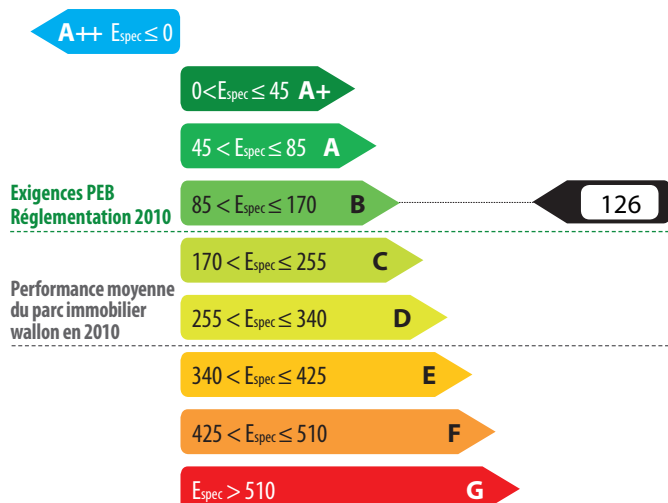 A++ Espec ≤ 0
0<Espec ≤ 45 A+
45 < Espec ≤ 85 A
Exigences PEB
Réglementation 2010
85 < Espec ≤ 170 B
126
170 < Espec ≤ 255 C
Performance moyenne
du parc immobilier
wallon en 2010
255 < Espec ≤ 340 D
340 < Espec ≤ 425 E
425 < Espec ≤ 510 F
Espec > 510 G